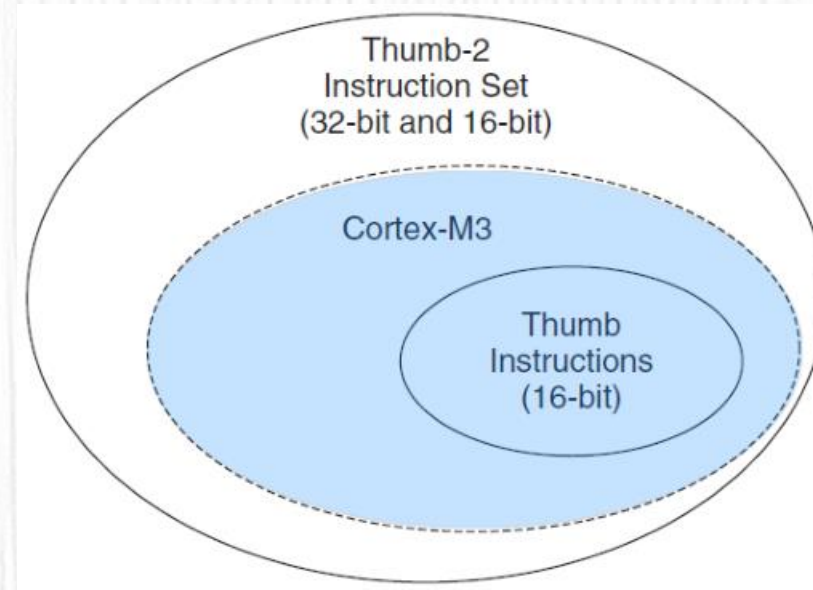 Thumb-2
Instruction Set
(32-bit and 16-bit)
Cortex-M3
Thumb
Instructions
(16-bit)